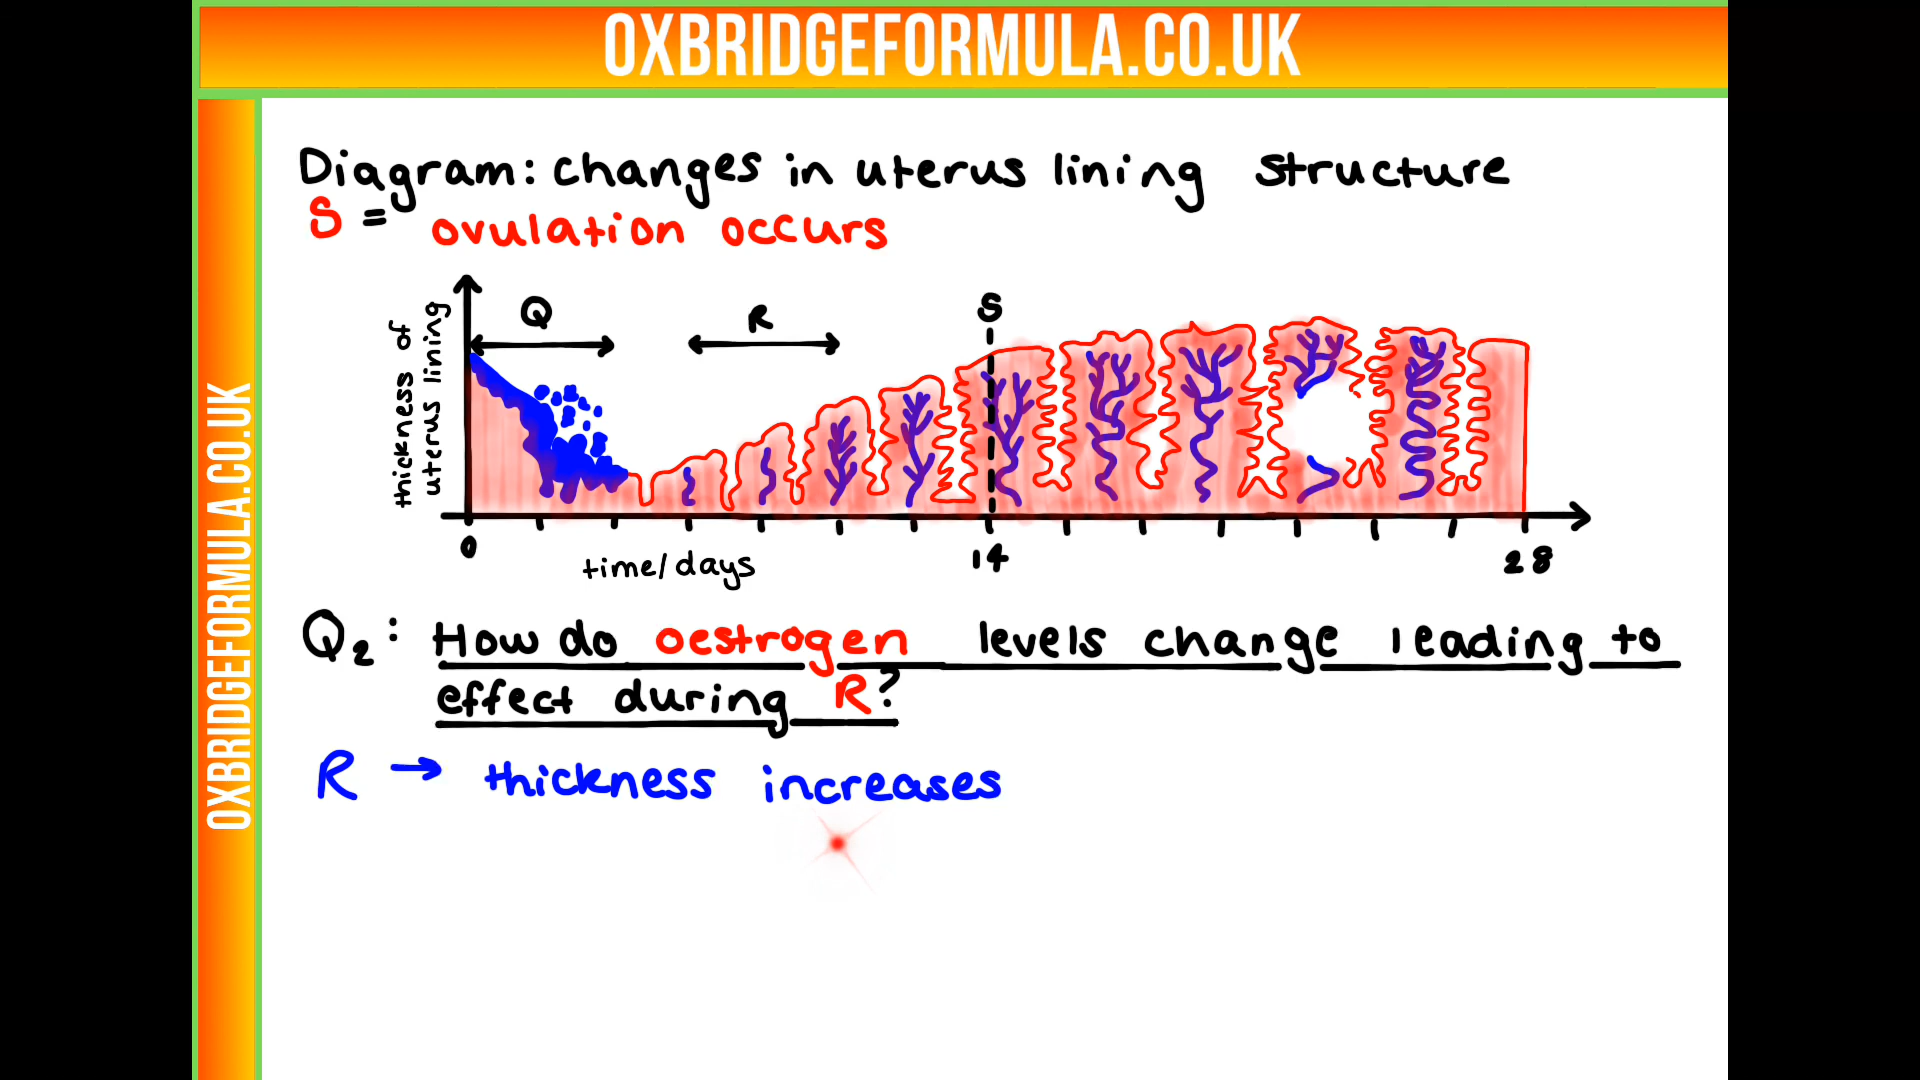 OXBRIDGEFORMULA.CO.UK
OXBRIDGEFORMULA.CO.UK
Diagram: changes in uterus lining structure
S = ovulation occurs
thickness of
uterus lining
Q
R
S
0
14
28
time/days
Q2: How do oestrogen levels change leading to
effect during R?
R → thickness increases